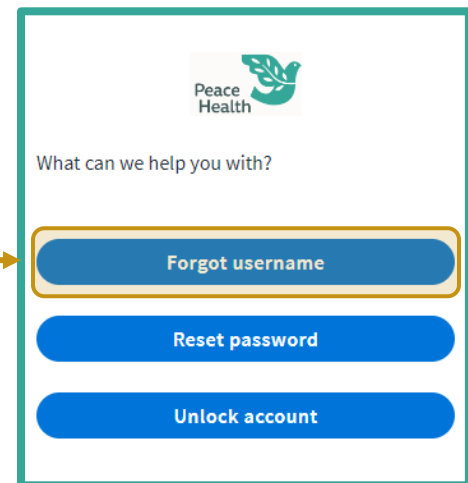 Peace
Health
What can we help you with?
Forgot username
Reset password
Unlock account